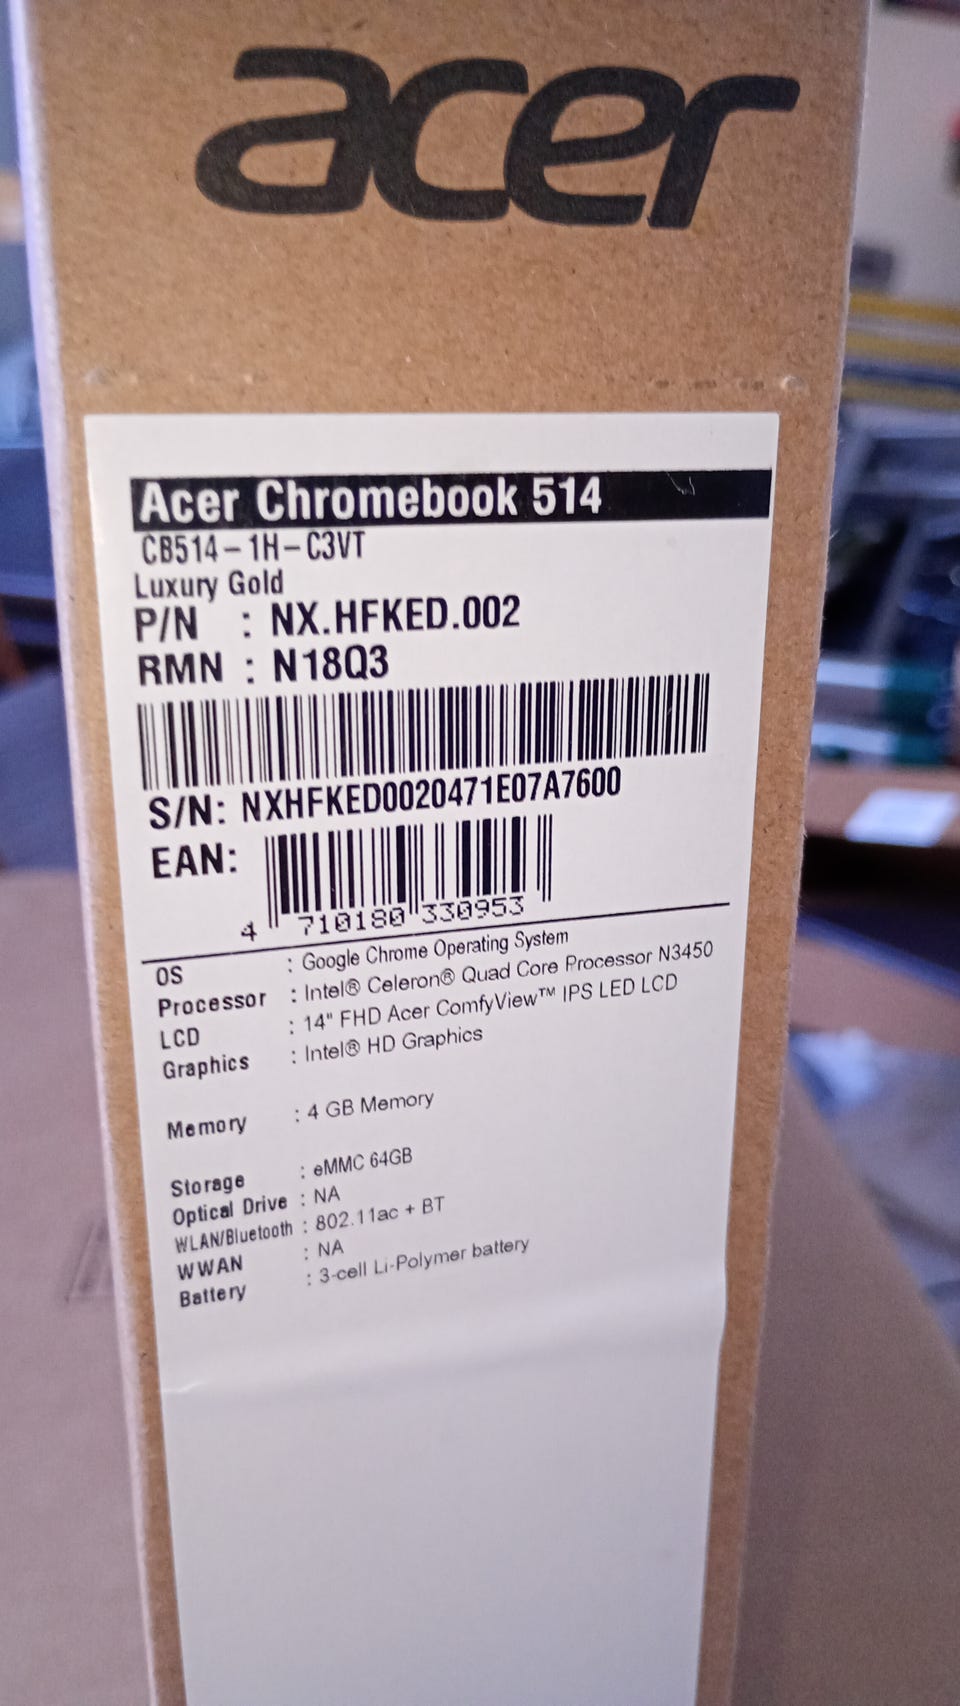 acer
Acer Chromebook 514
CB514-1H-C3VT
Luxury Gold
P/N : NX.HFKED.002
RMN : N18Q3
S/N: NXHFKED0020471E07A7600
EAN:
4 710180 330953
OS : Google Chrome Operating System
Processor : Intel® Celeron® Quad Core Processor N3450
LCD : 14" FHD Acer ComfyView™ IPS LED LCD
Graphics : Intel® HD Graphics
Memory : 4 GB Memory
Storage : eMMC 64GB
Optical Drive : NA
WLAN/Bluetooth : 802.11ac + BT
WWAN : NA
Battery : 3-cell Li-Polymer battery